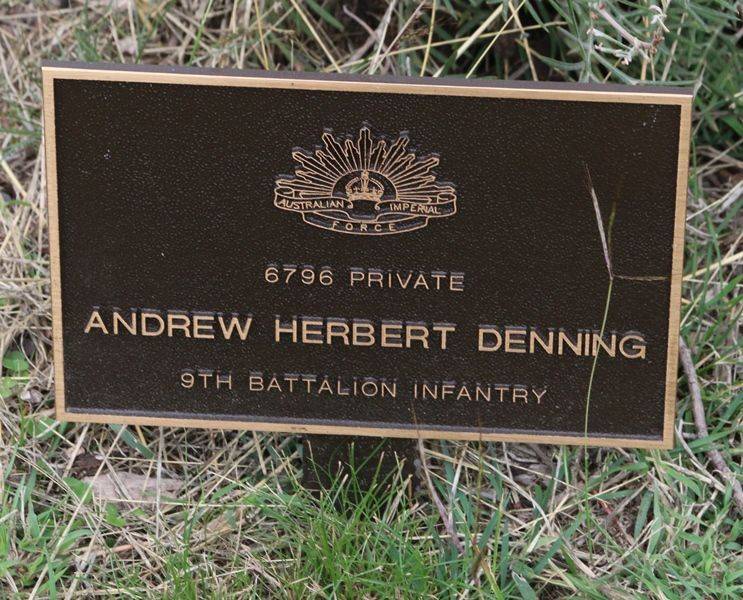 AUSTRALIAN IMPERIAL
FORCE
6796 PRIVATE
ANDREW HERBERT DENNING
9TH BATTALION INFANTRY